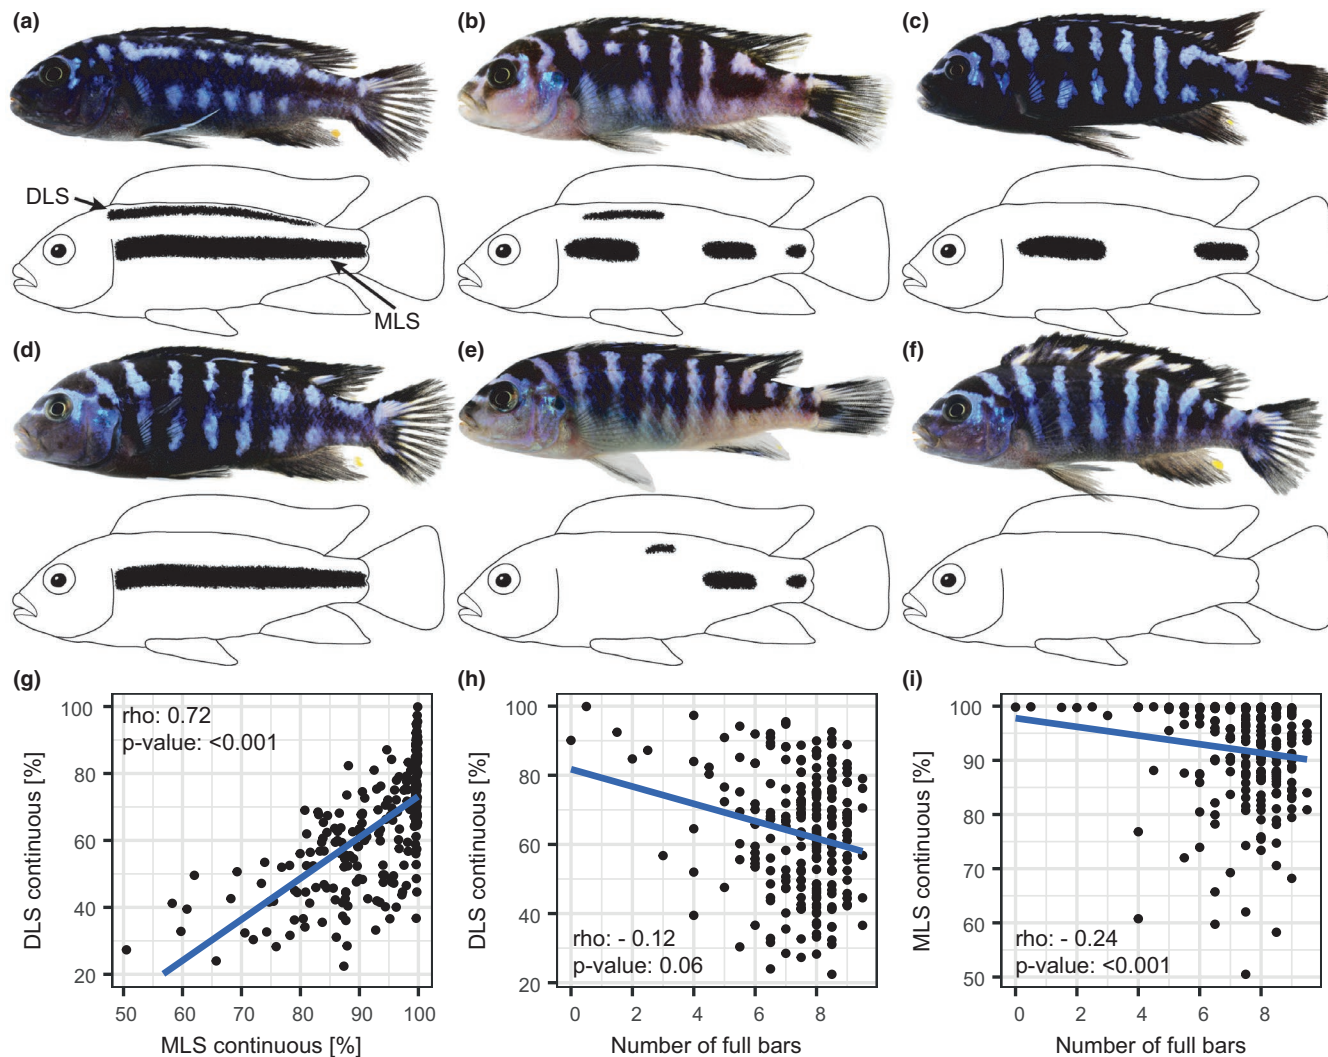 (a)
(b)
(c)
DLS
MLS
(d)
(e)
(f)
(g)
rho: 0.72
p-value: <0.001
DLS continuous [%]
100
80
60
40
20
50 60 70 80 90 100
MLS continuous [%]
(h)
rho: - 0.12
p-value: 0.06
DLS continuous [%]
100
80
60
40
20
0 2 4 6 8
Number of full bars
(i)
rho: - 0.24
p-value: <0.001
MLS continuous [%]
100
90
80
70
60
50
0 2 4 6 8
Number of full bars